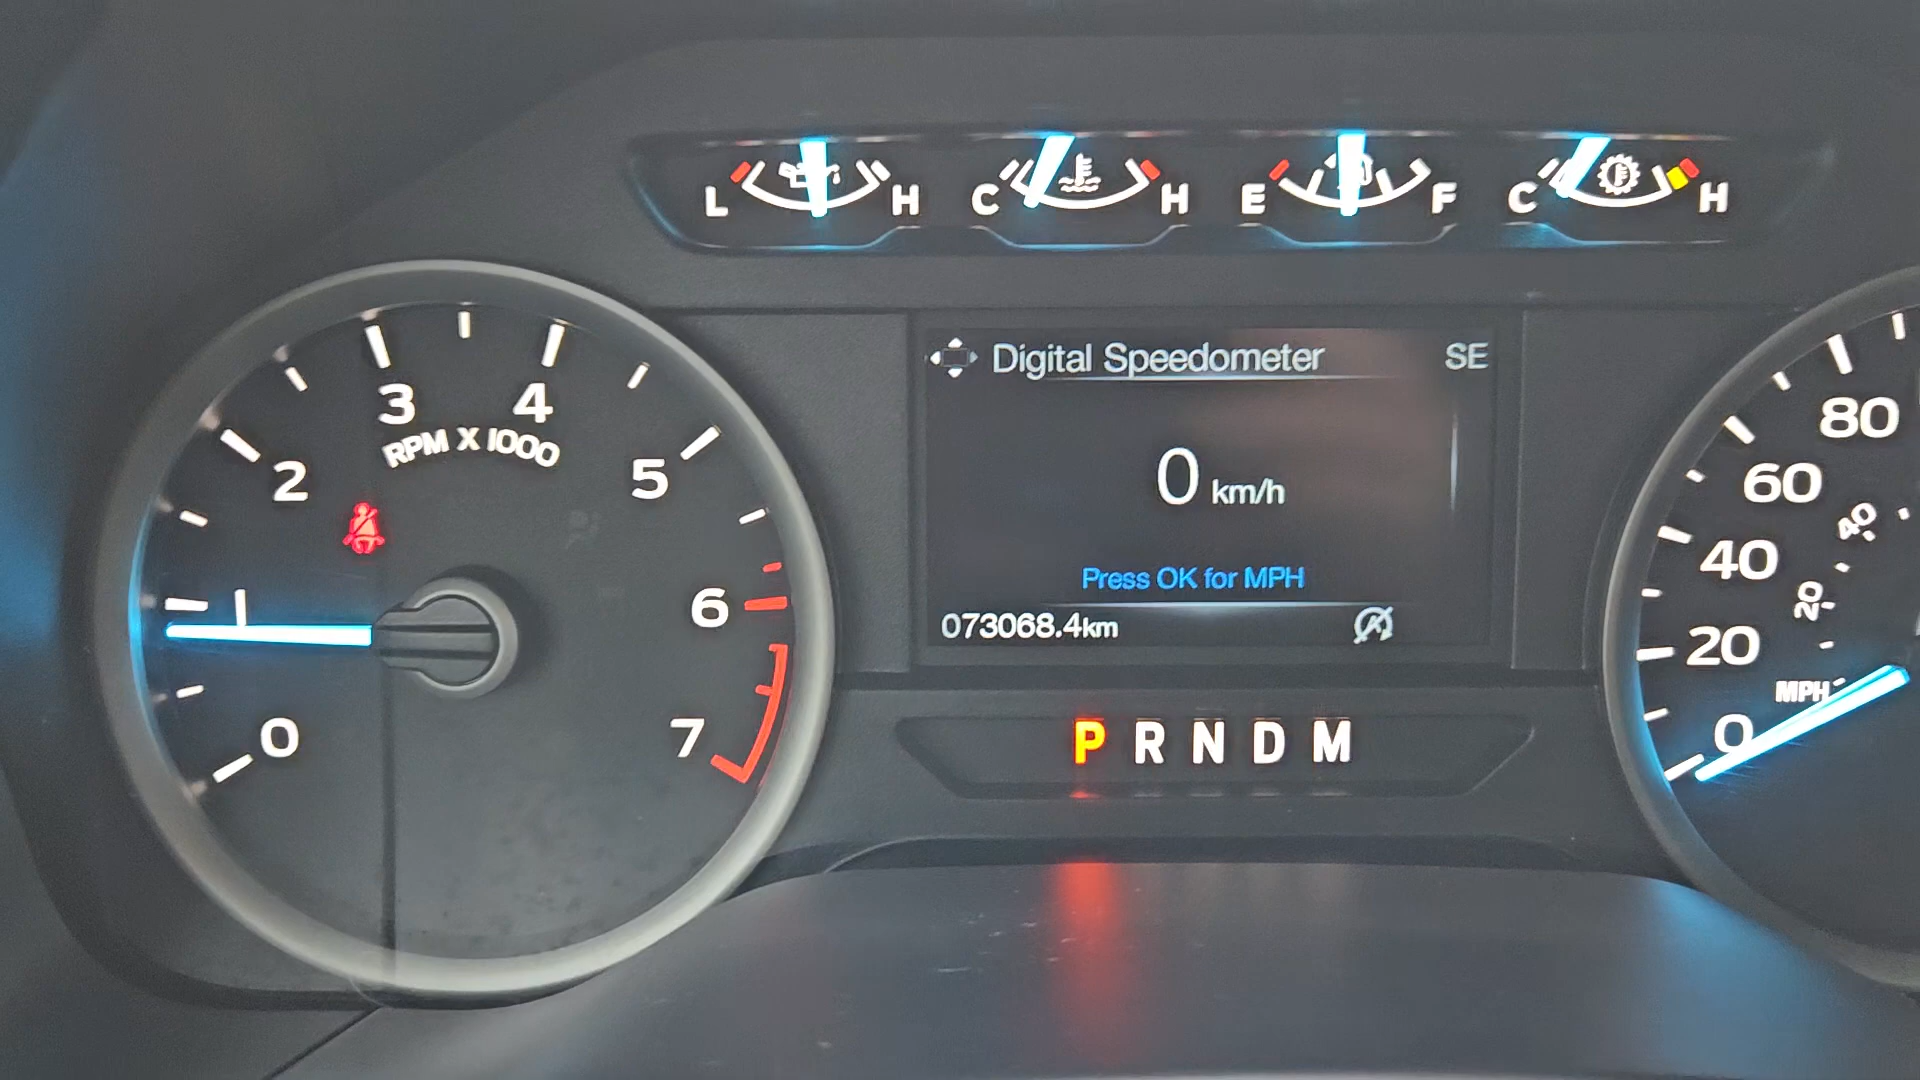 L H C H E F C H
Digital Speedometer SE
3 4
RPM X 1000
2 5
80
0 km/h
60
40
1 6
40
Press OK for MPH
20
073068.4km
20
MPH
0 7
P R N D M
0